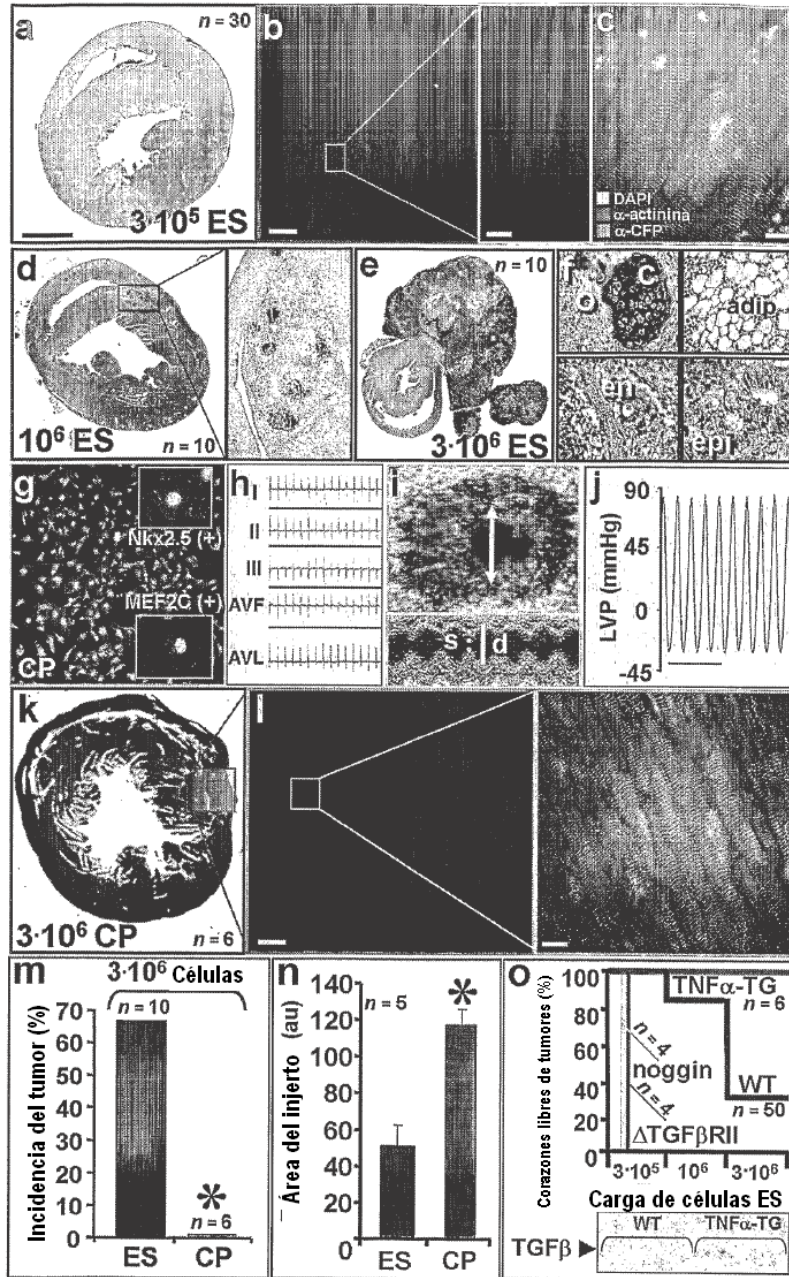 a
n = 30
3·10⁵ ES
b
c
DAPI
α-actinina
α-CFP
d
10⁶ ES
n = 10
e
n = 10
3·10⁶ ES
f
c
o
adip
en
epi
g
Nkx2.5 (+)
MEF2C (+)
CP
h
I
II
III
AVF
AVL
i
s :
d
j
LVP (mmHg)
90
45
0
-45
k
3·10⁶ CP
n = 6
l
m
3·10⁶ Células
n = 10
Incidencia del tumor (%)
70
60
50
40
30
20
10
0
*
n = 6
ES
CP
n
n = 5
*
Área del injerto (au)
140
120
100
80
60
40
20
0
ES
CP
o
Corazones libres de tumores (%)
100
80
60
40
20
0
TNFα-TG
n = 6
n = 4
noggin
n = 4
WT
n = 50
ΔTGFβRII
3·10⁵
10⁶
3·10⁶
Carga de células ES
WT
TNFα-TG
TGFβ